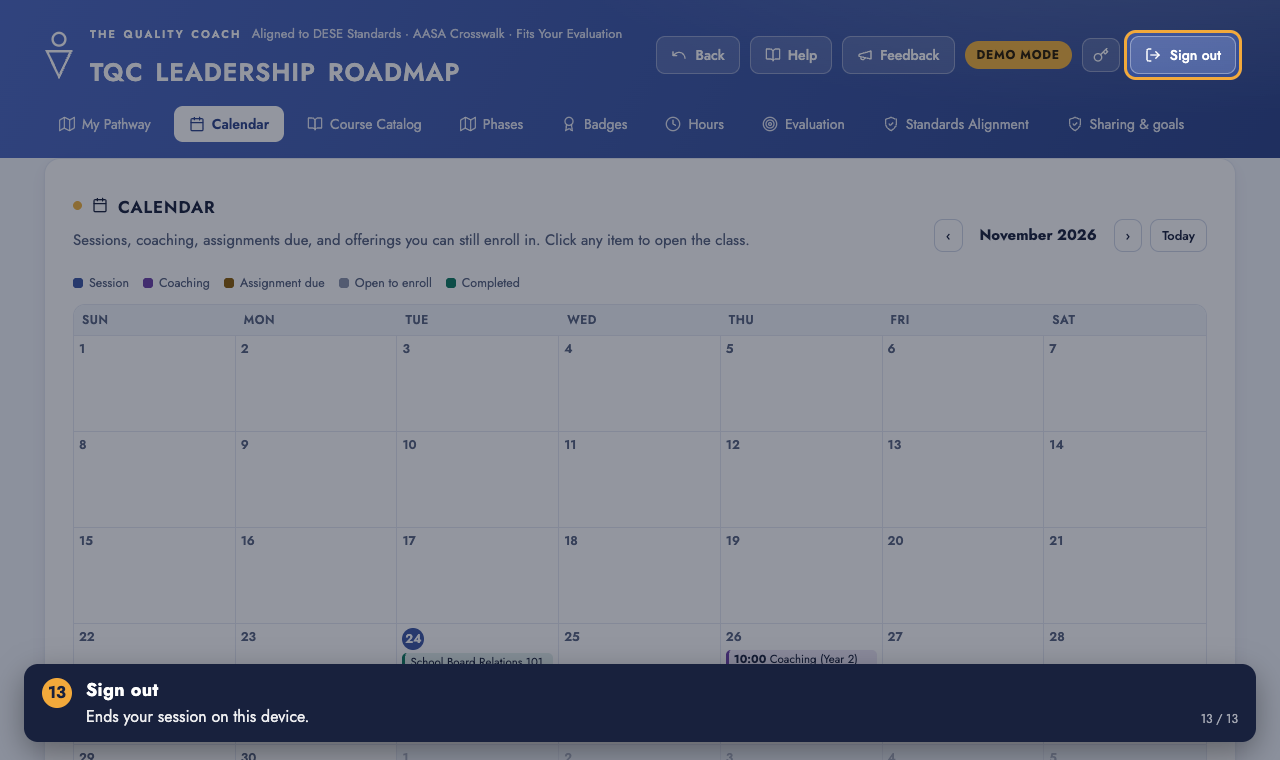 THE QUALITY COACH Aligned to DESE Standards · AASA Crosswalk · Fits Your Evaluation
TQC LEADERSHIP ROADMAP
Back
Help
Feedback
DEMO MODE
Sign out
My Pathway
Calendar
Course Catalog
Phases
Badges
Hours
Evaluation
Standards Alignment
Sharing & goals
CALENDAR
Sessions, coaching, assignments due, and offerings you can still enroll in. Click any item to open the class.
‹ November 2026 › Today
Session Coaching Assignment due Open to enroll Completed
SUN MON TUE WED THU FRI SAT
1 2 3 4 5 6 7
8 9 10 11 12 13 14
15 16 17 18 19 20 21
22 23 24 25 26 27 28
School Board Relations 101
10:00 Coaching (Year 2)
13 Sign out
Ends your session on this device.
13 / 13
29 30 1 2 3 4 5